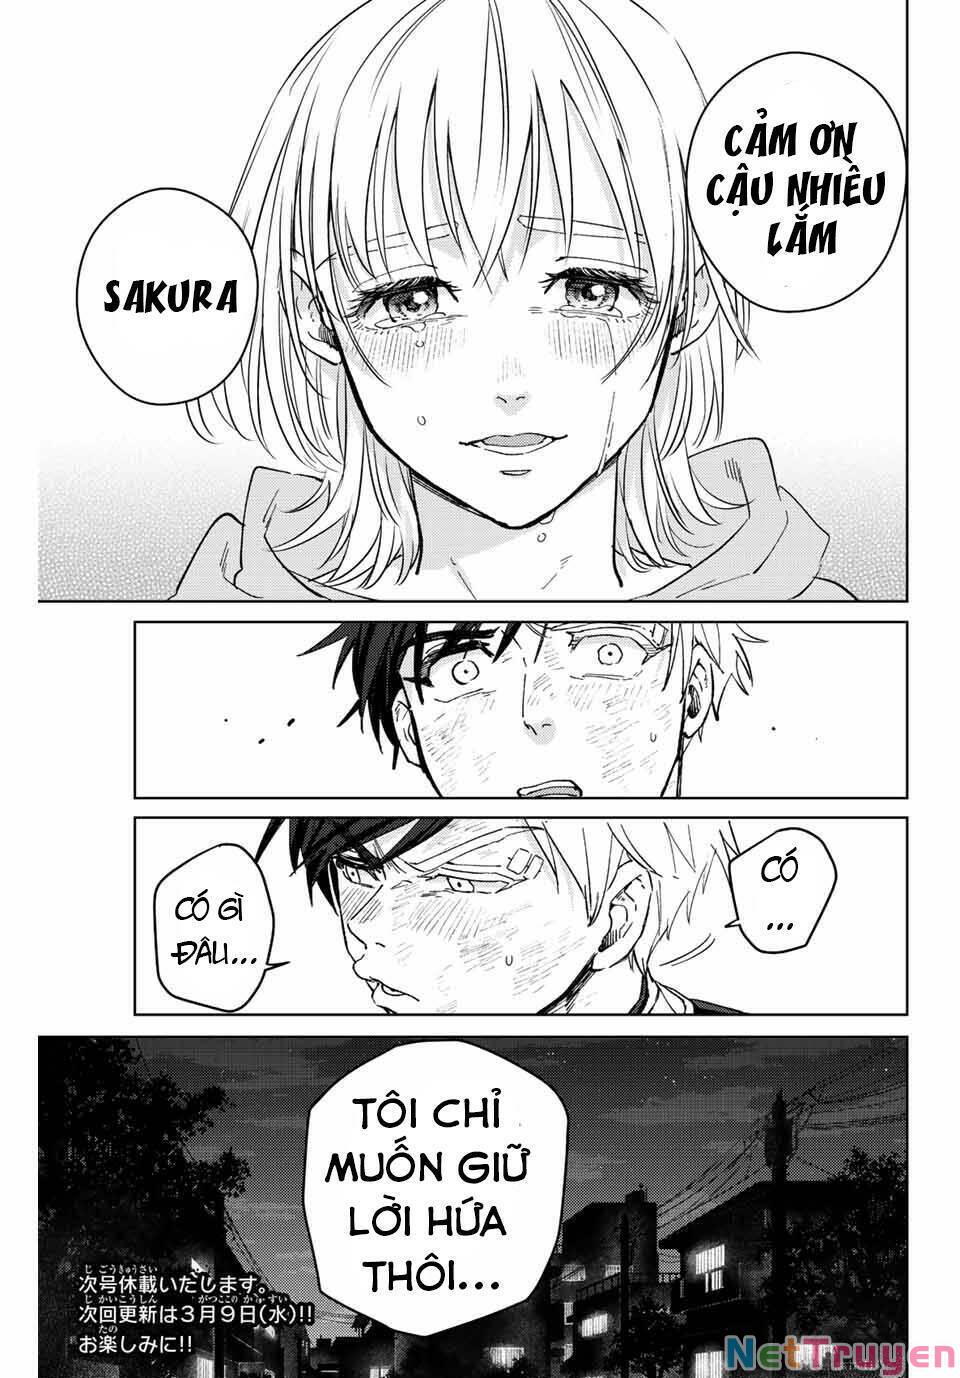 CẢM ƠN
CẬU NHIỀU
LẮM
SAKURA
CÓ
...
CÓ GÌ
ĐÂU...
TÔI CHỈ
MUỐN GIỮ
LỜI HỨA
THÔI...
次号休載いたします。
次回更新は3月9日(水)!!
お楽しみに!!
NetTruyen